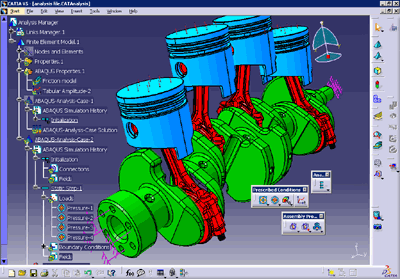 CATIA V5 - [analysis file.CATAnalysis]
Start File Edit View Insert Tools Window Help
Analysis Manager
Links Manager.1
Finite Element Model.1
Nodes and Elements
Properties.1
ABAQUS Properties.1
Friction model
Tabular Amplitude-2
ABAQUS-Analysis-Case-1
ABAQUS Simulation History
Initialization
ABAQUS-Analysis-Case Solution
ABAQUS-Analysis-Case-2
ABAQUS Simulation History
Initialization
Connections
Fields
Static Step-1
Loads
Pressure-1
Pressure-2
Pressure-3
Pressure-4
Boundary Conditions
Fields
Ass...
Prescribed Conditions
Assembly Pro...